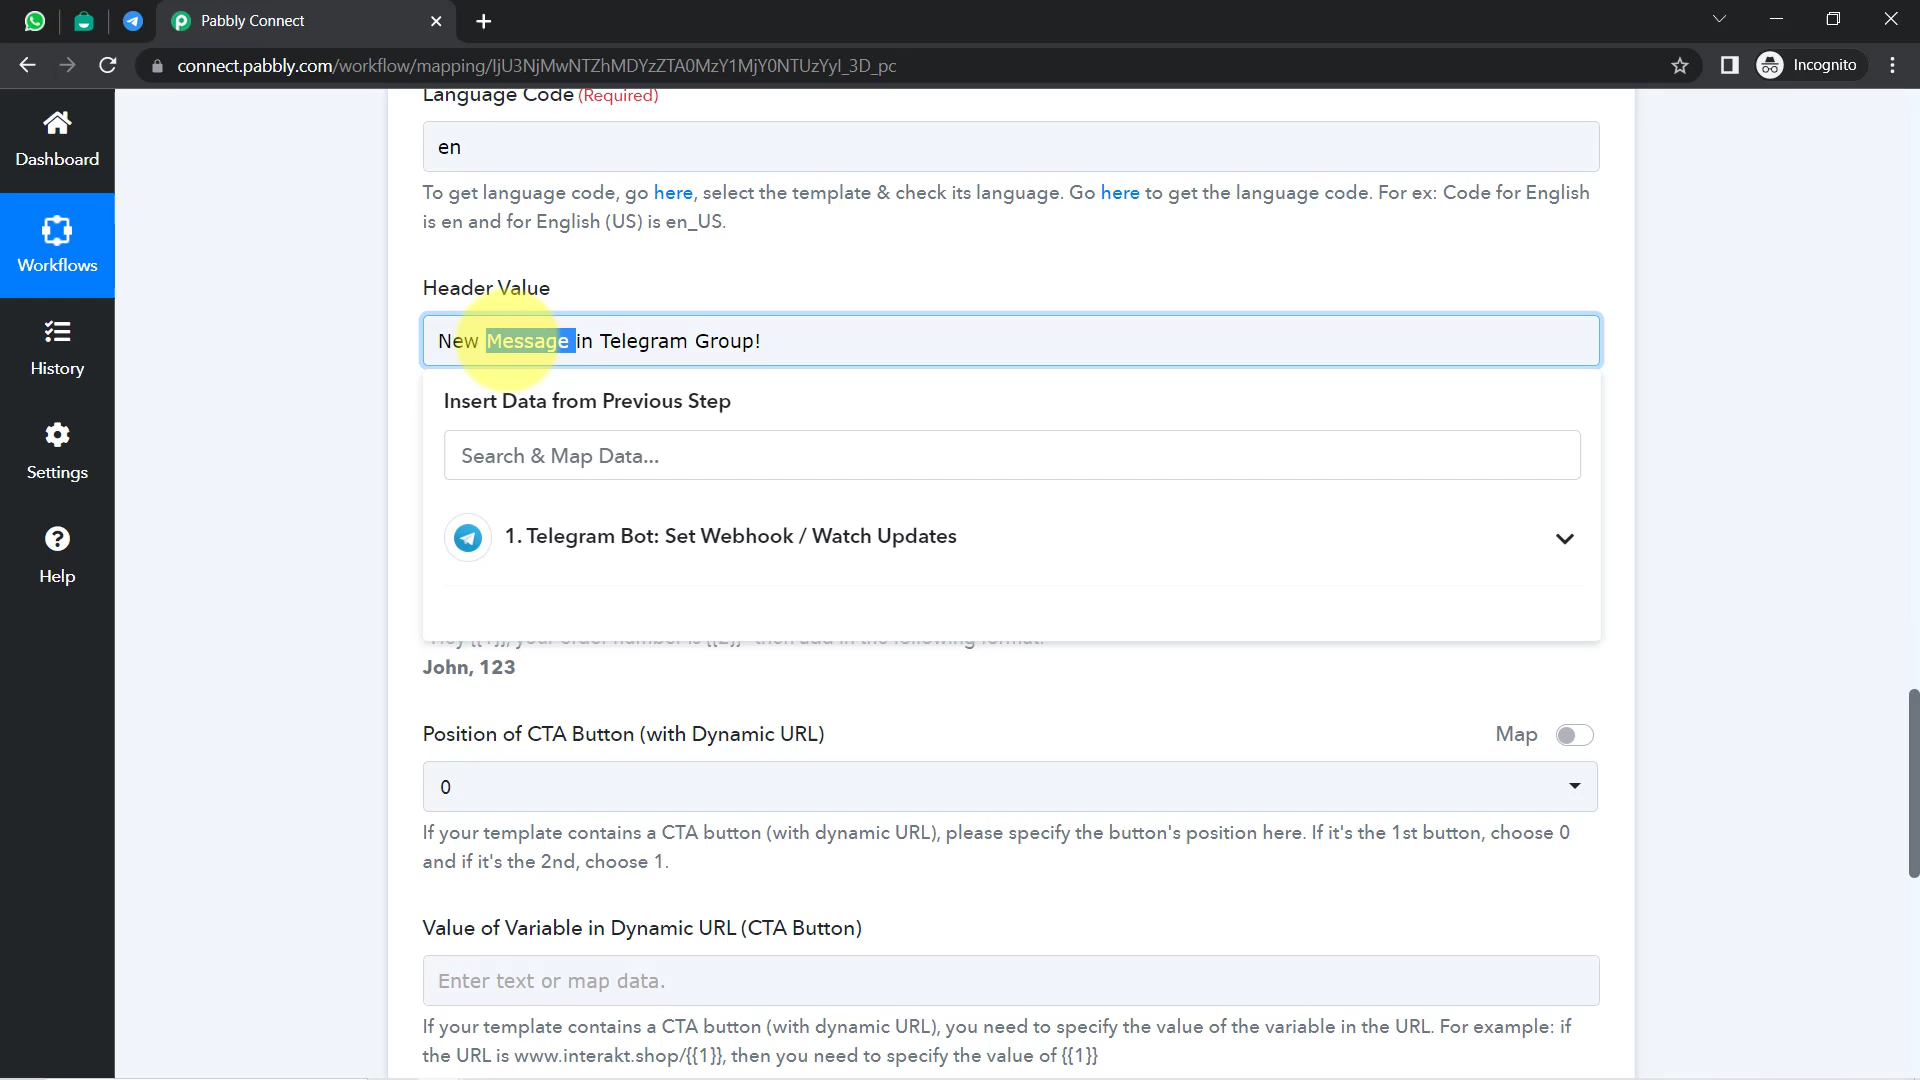 Pabbly Connect
connect.pabbly.com/workflow/mapping/IjU3NjMwNTZhMDYzZTA0MzY1MjY0NTUzYyI_3D_pc
Incognito
Dashboard
Workflows
History
Settings
Help
Language Code (Required)
en
To get language code, go here, select the template & check its language. Go here to get the language code. For ex: Code for English
is en and for English (US) is en_US.
Header Value
New Message in Telegram Group!
Insert Data from Previous Step
Search & Map Data...
1. Telegram Bot: Set Webhook / Watch Updates
John, 123
Position of CTA Button (with Dynamic URL)
Map
0
If your template contains a CTA button (with dynamic URL), please specify the button's position here. If it's the 1st button, choose 0
and if it's the 2nd, choose 1.
Value of Variable in Dynamic URL (CTA Button)
Enter text or map data.
If your template contains a CTA button (with dynamic URL), you need to specify the value of the variable in the URL. For example: if
the URL is www.interakt.shop/{{1}}, then you need to specify the value of {{1}}